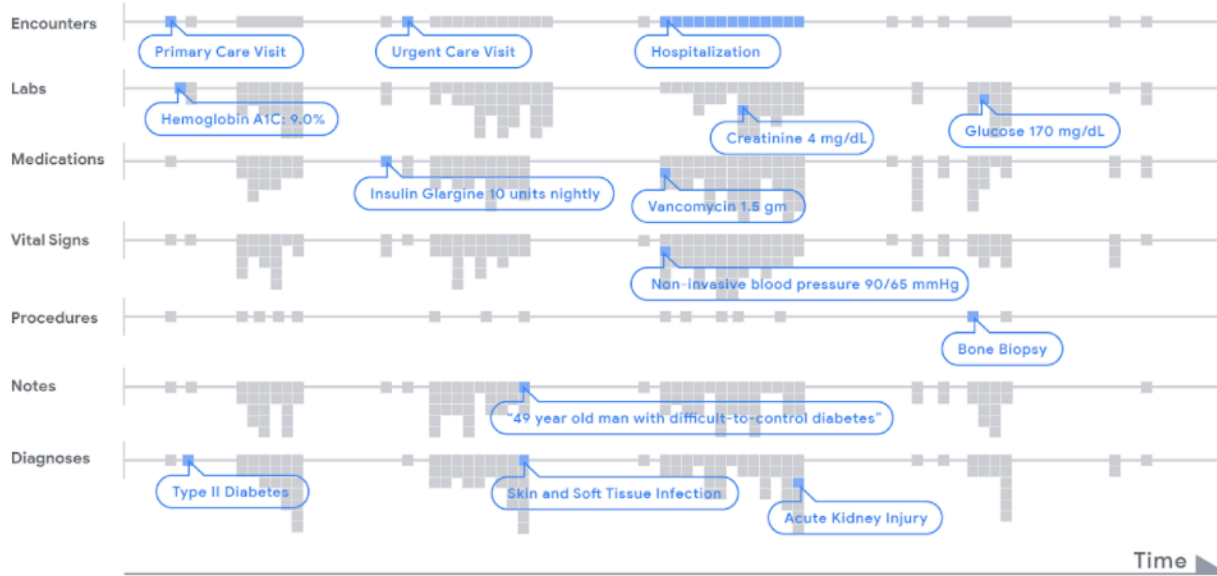 Encounters
Primary Care Visit
Urgent Care Visit
Hospitalization
Labs
Hemoglobin A1C: 9.0%
Creatinine 4 mg/dL
Glucose 170 mg/dL
Medications
Insulin Glargine 10 units nightly
Vancomycin 1.5 gm
Vital Signs
Non-invasive blood pressure 90/65 mmHg
Procedures
Bone Biopsy
Notes
"49 year old man with difficult-to-control diabetes"
Diagnoses
Type II Diabetes
Skin and Soft Tissue Infection
Acute Kidney Injury
Time